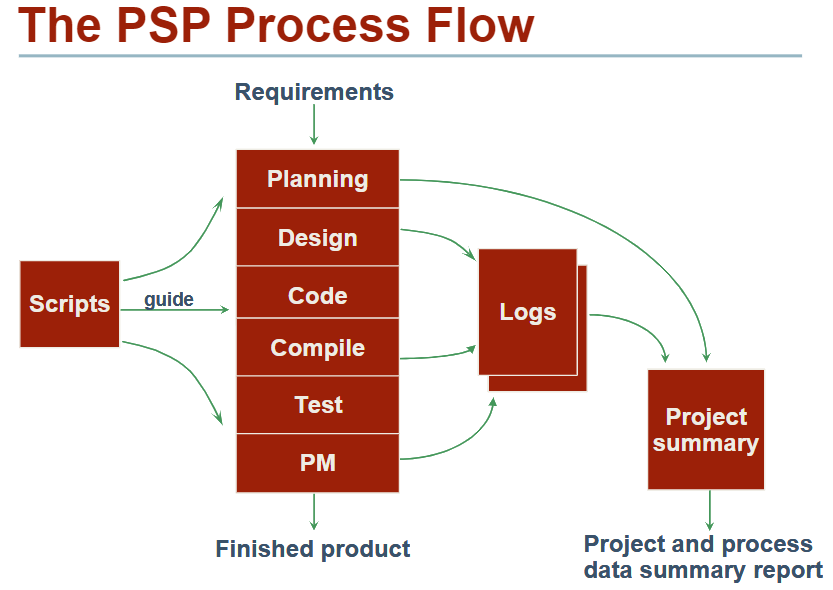 The PSP Process Flow
Requirements
Planning
Design
Code
Compile
Test
PM
Scripts
guide
Logs
Project
summary
Finished product
Project and process
data summary report